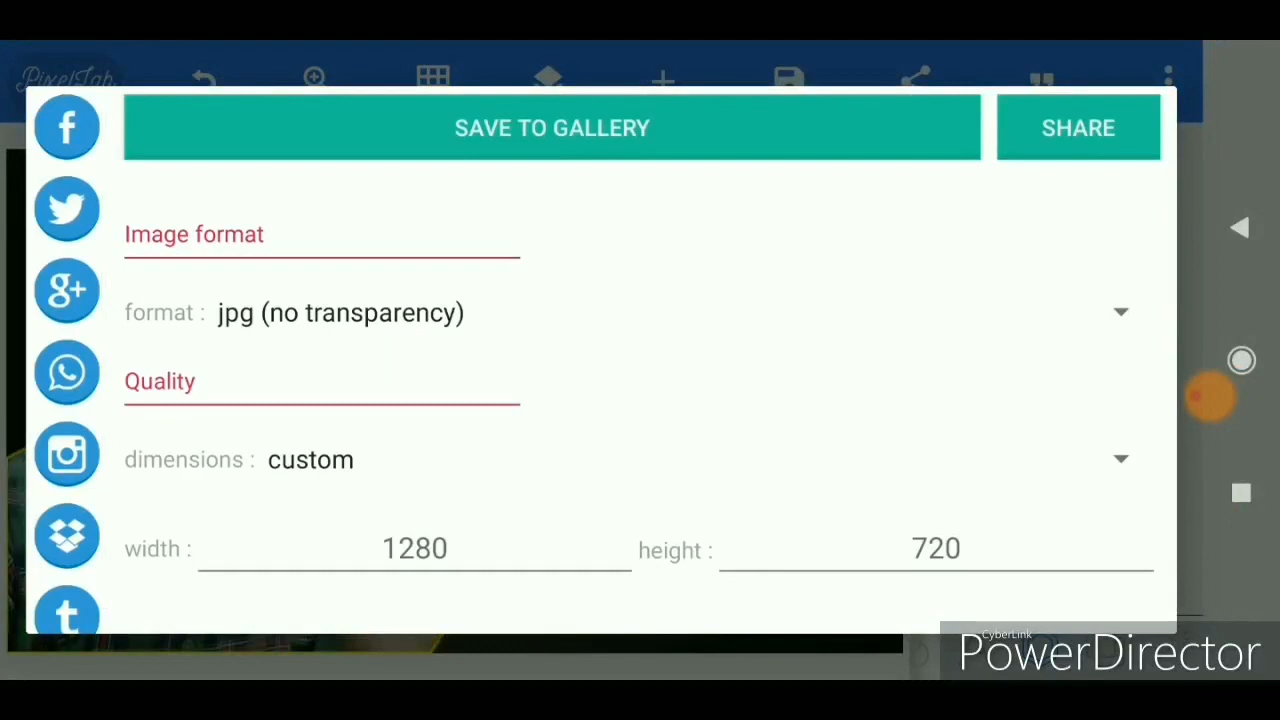 PixelLab
SAVE TO GALLERY
SHARE
Image format
format : jpg (no transparency)
Quality
dimensions : custom
width : 1280 height : 720
CyberLink
PowerDirector